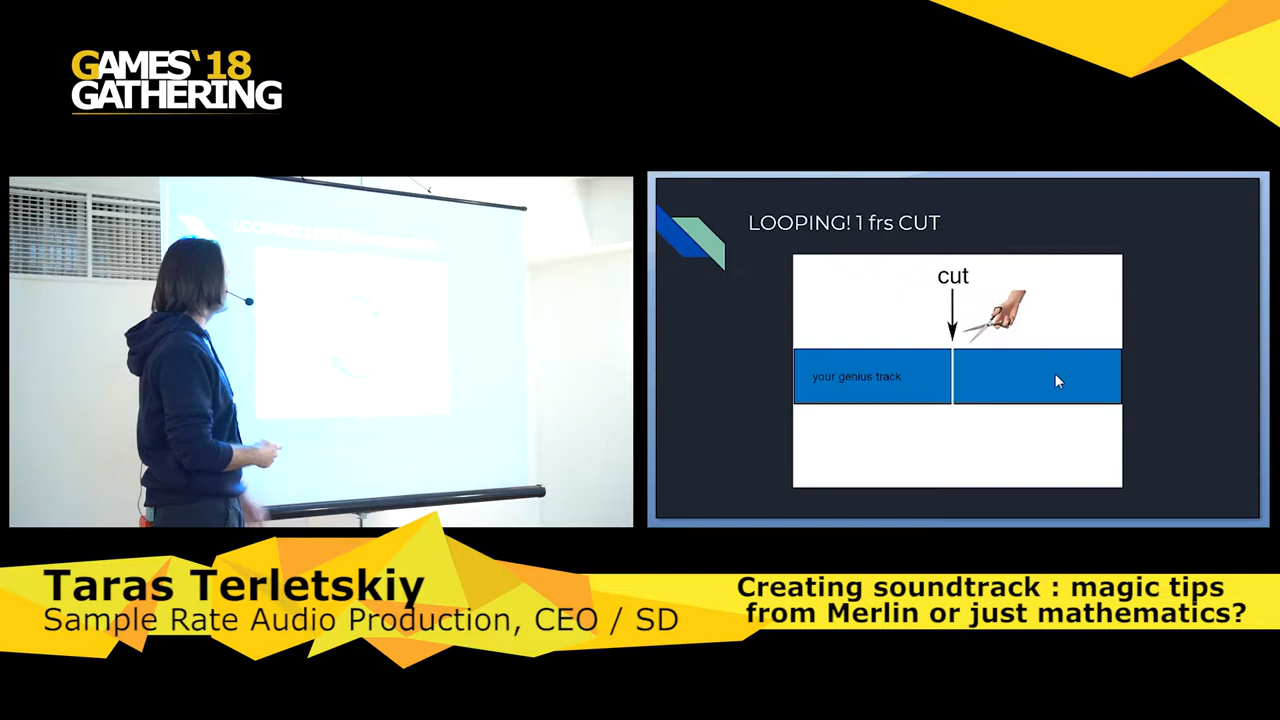 GAMES‘18
GATHERING
LOOPING! 1 frs CUT
cut
your genius track
Taras Terletskiy
Sample Rate Audio Production, CEO / SD
Creating soundtrack : magic tips
from Merlin or just mathematics?